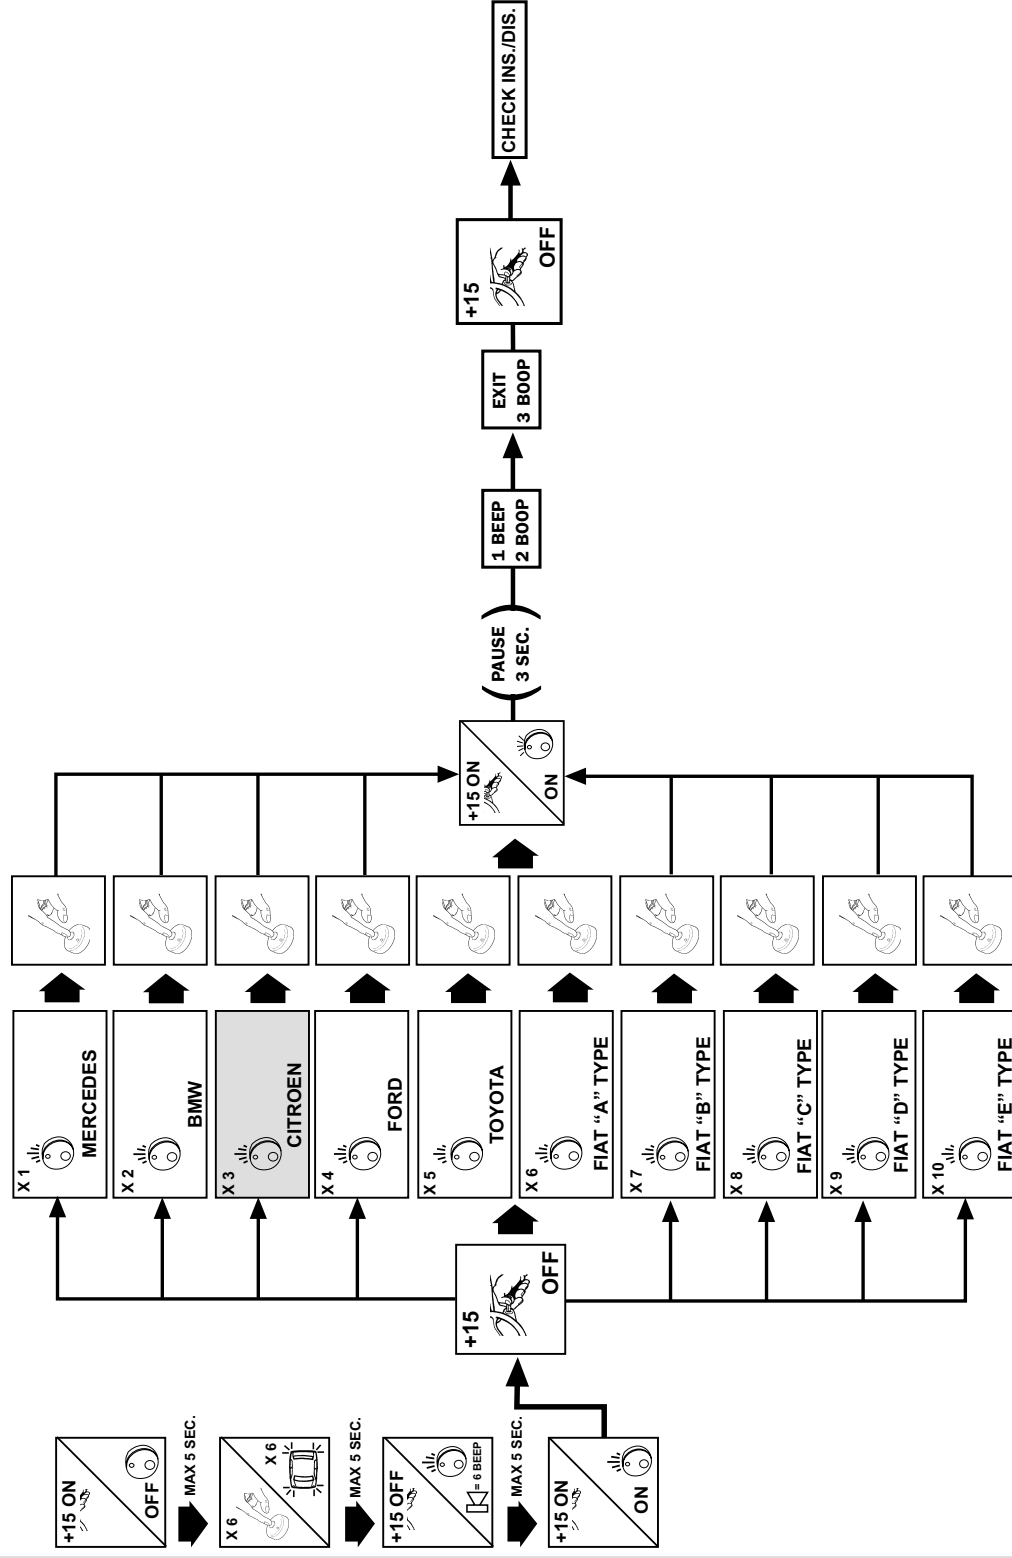 +15 ON
OFF
MAX 5 SEC.
X 6
X 6
MAX 5 SEC.
+15 OFF
= 6 BEEP
MAX 5 SEC.
+15 ON
ON
+15
OFF
X 1
MERCEDES
X 2
BMW
X 3
CITROEN
X 4
FORD
X 5
TOYOTA
X 6
FIAT “A” TYPE
X 7
FIAT “B” TYPE
X 8
FIAT “C” TYPE
X 9
FIAT “D” TYPE
X 10
FIAT “E” TYPE
+15 ON
ON
PAUSE
3 SEC.
1 BEEP
2 BOOP
EXIT
3 BOOP
+15
OFF
CHECK INS./DIS.